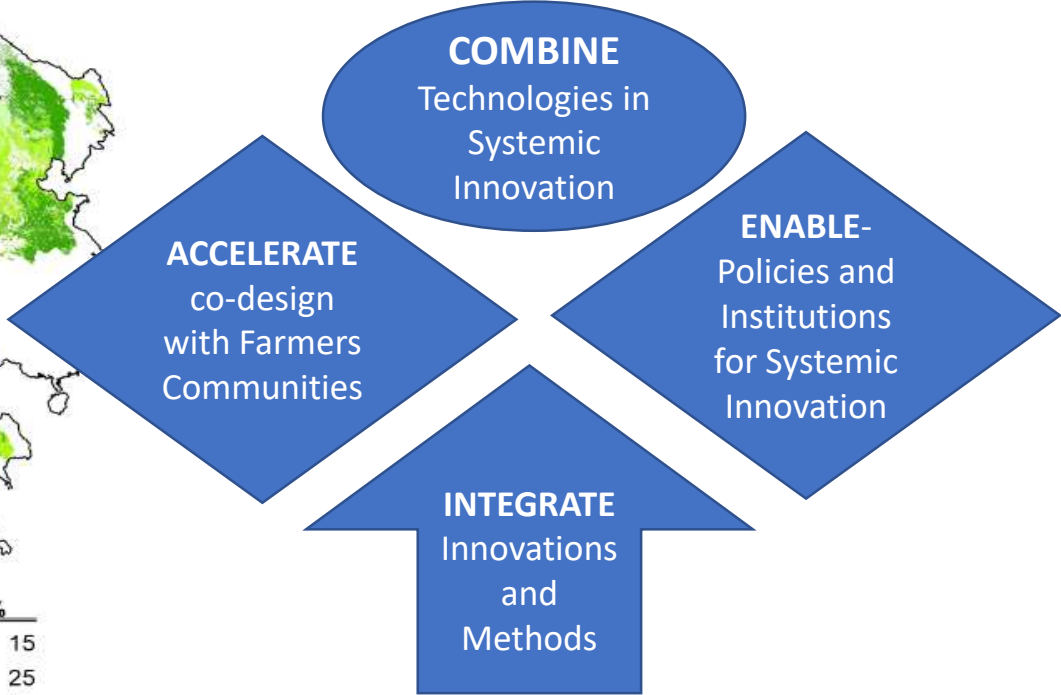 COMBINE
Technologies in
Systemic
Innovation
ACCELERATE
co-design
with Farmers
Communities
ENABLE-
Policies and
Institutions
for Systemic
Innovation
INTEGRATE
Innovations
and
Methods
15
25